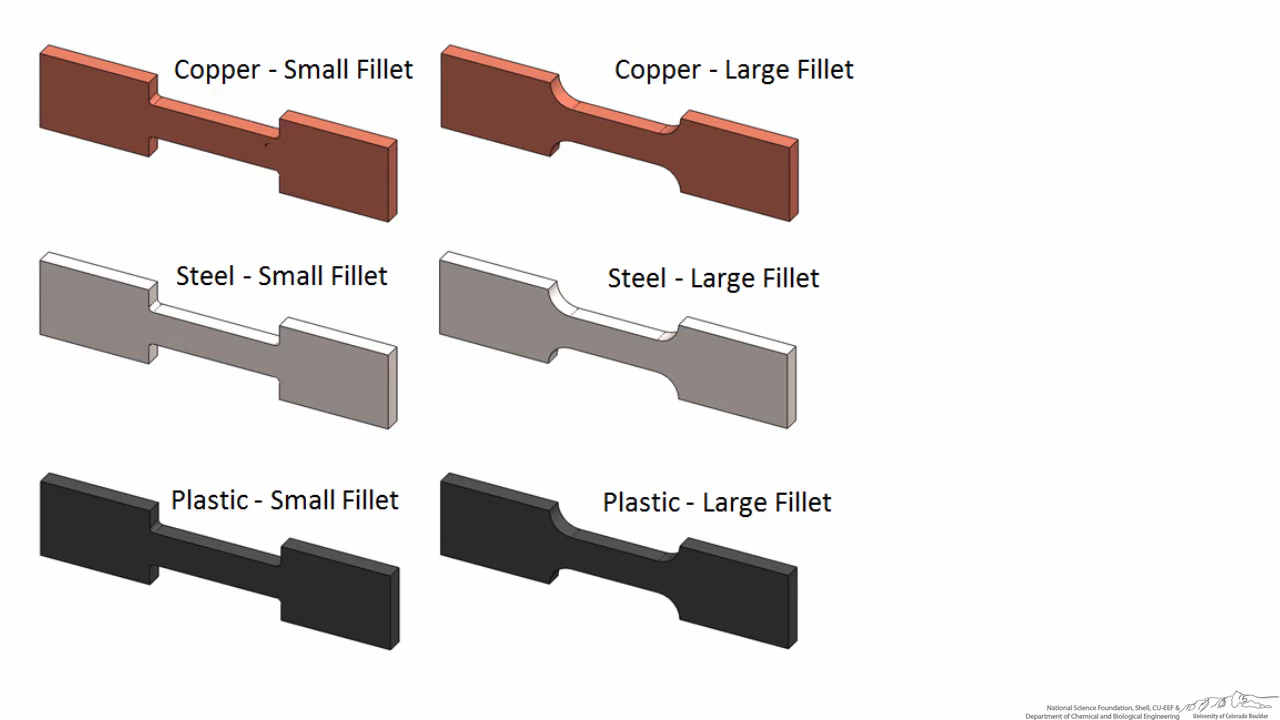 Copper - Small Fillet
Copper - Large Fillet
Steel - Small Fillet
Steel - Large Fillet
Plastic - Small Fillet
Plastic - Large Fillet
National Science Foundation, Shell, CU-EEF &
Department of Chemical and Biological Engineering
University of Colorado Boulder